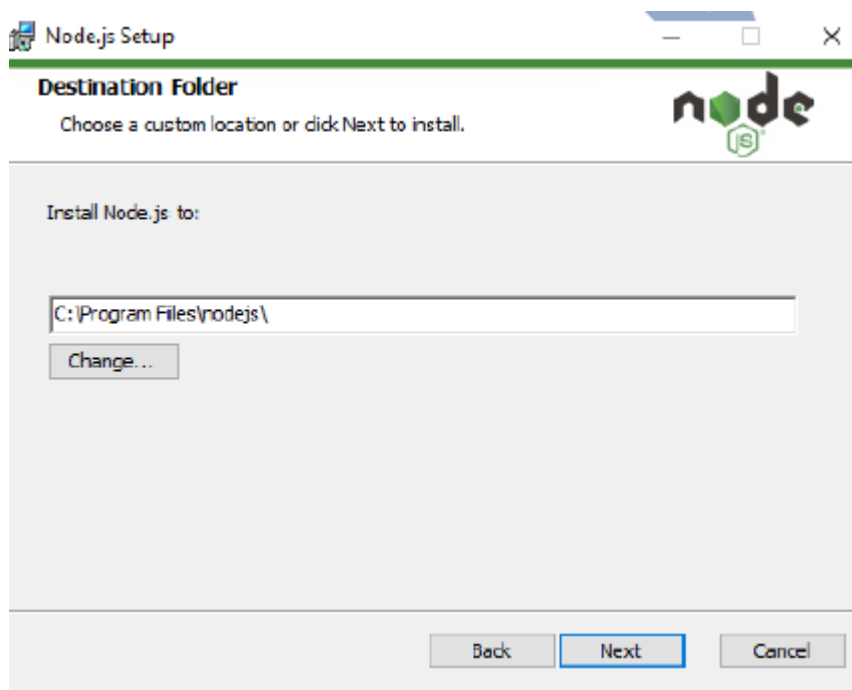 Node.js Setup
Destination Folder
Choose a custom location or click Next to install.
node
JS
Install Node.js to:
C:\Program Files\nodejs\
Change...
Back Next Cancel